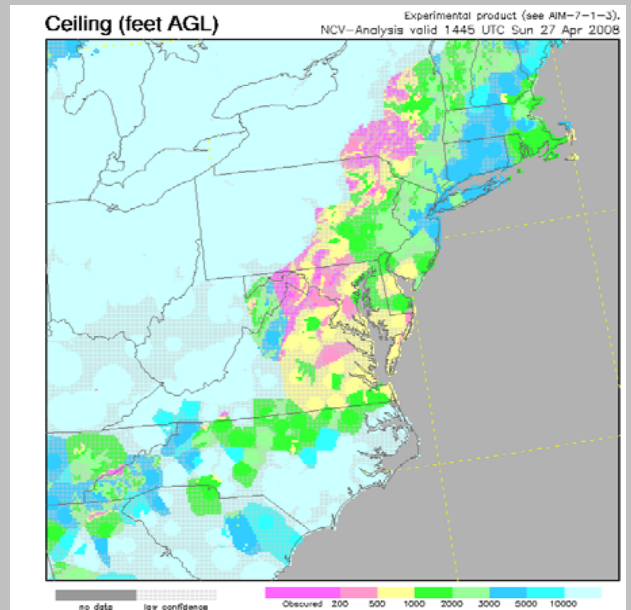 Ceiling (feet AGL)
Experimental product (see AIM-7-1-3).
NCV-Analysis valid 1445 UTC Sun 27 Apr 2008
no data low confidence
Obscured 200 500 1000 2000 3000 5000 10000